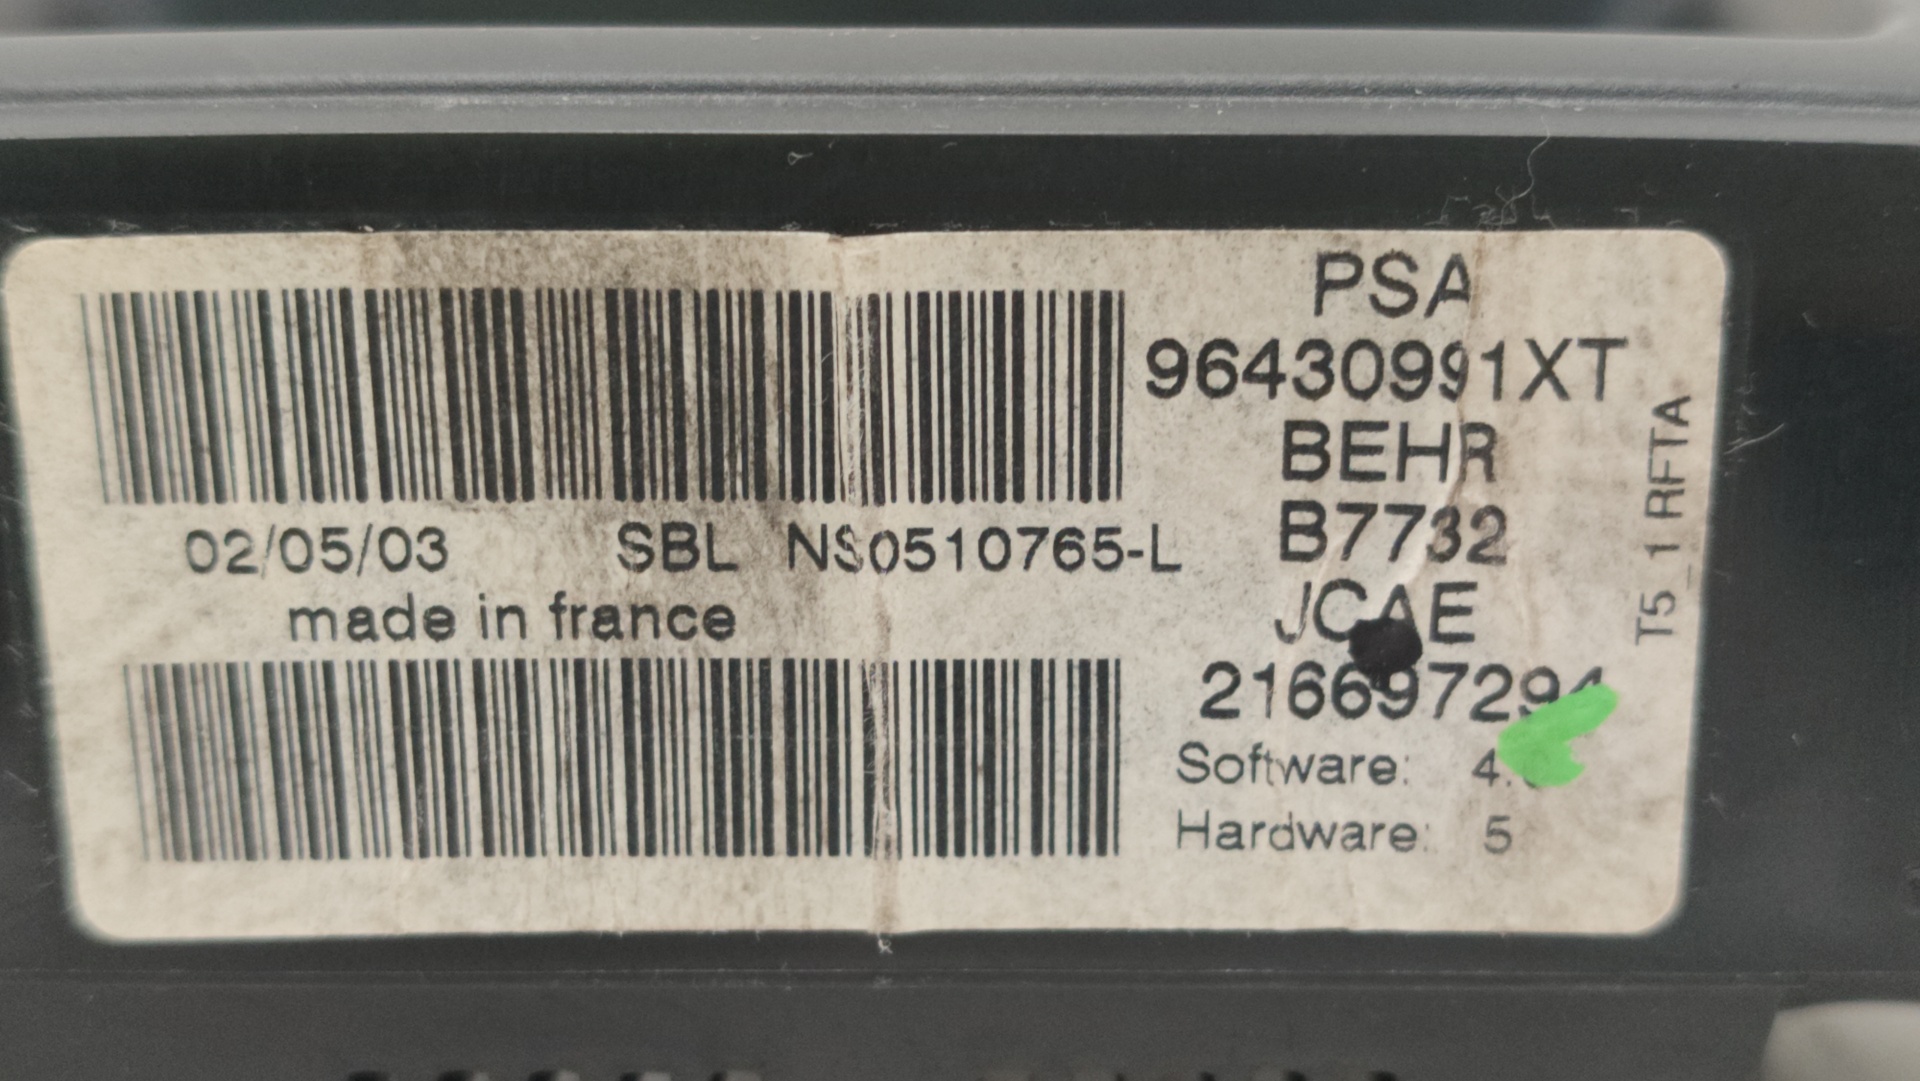 PSA
96430991XT
BEHR
B7732
JCAE
216697294
Software: 4.
Hardware: 5
T5_1 RFTA
02/05/03 SBL NS0510765-L
made in france